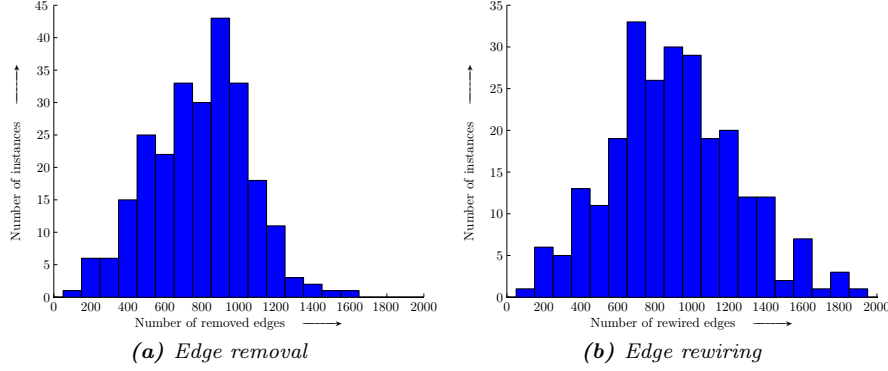 45
40
35
30
25
20
15
10
5
0
Number of instances
0 200 400 600 800 1000 1200 1400 1600 1800 2000
Number of removed edges
(a) Edge removal
35
30
25
20
15
10
5
0
Number of instances
0 200 400 600 800 1000 1200 1400 1600 1800 2000
Number of rewired edges
(b) Edge rewiring